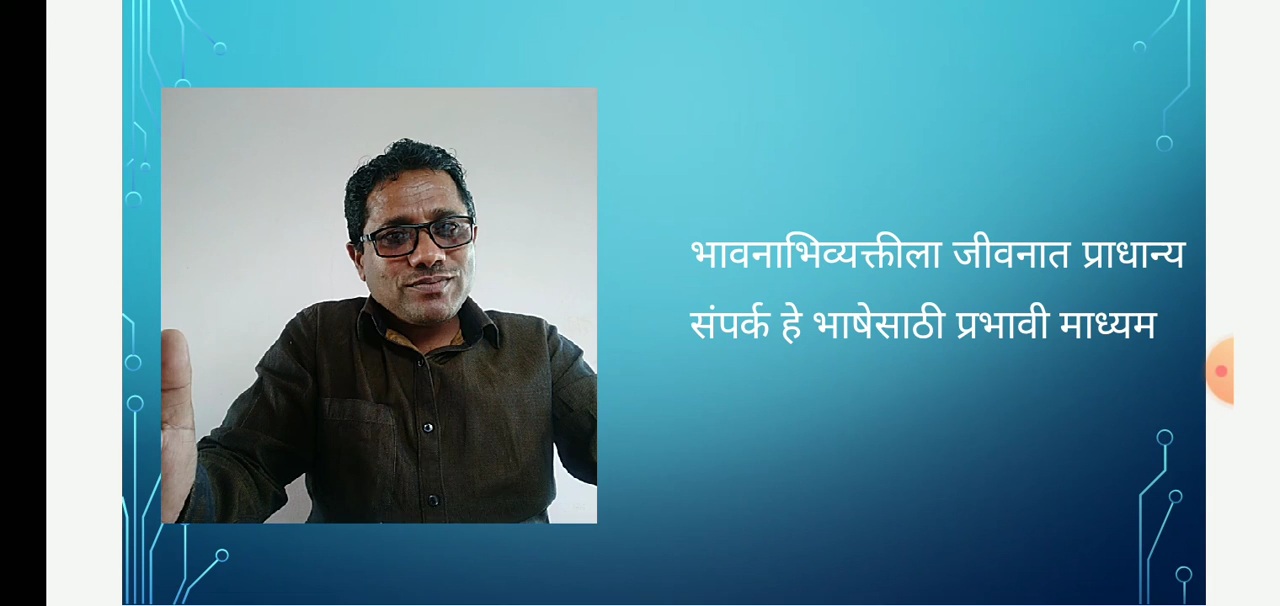 भावनाभिव्यक्तीला जीवनात प्राधान्य
संपर्क हे भाषेसाठी प्रभावी माध्यम